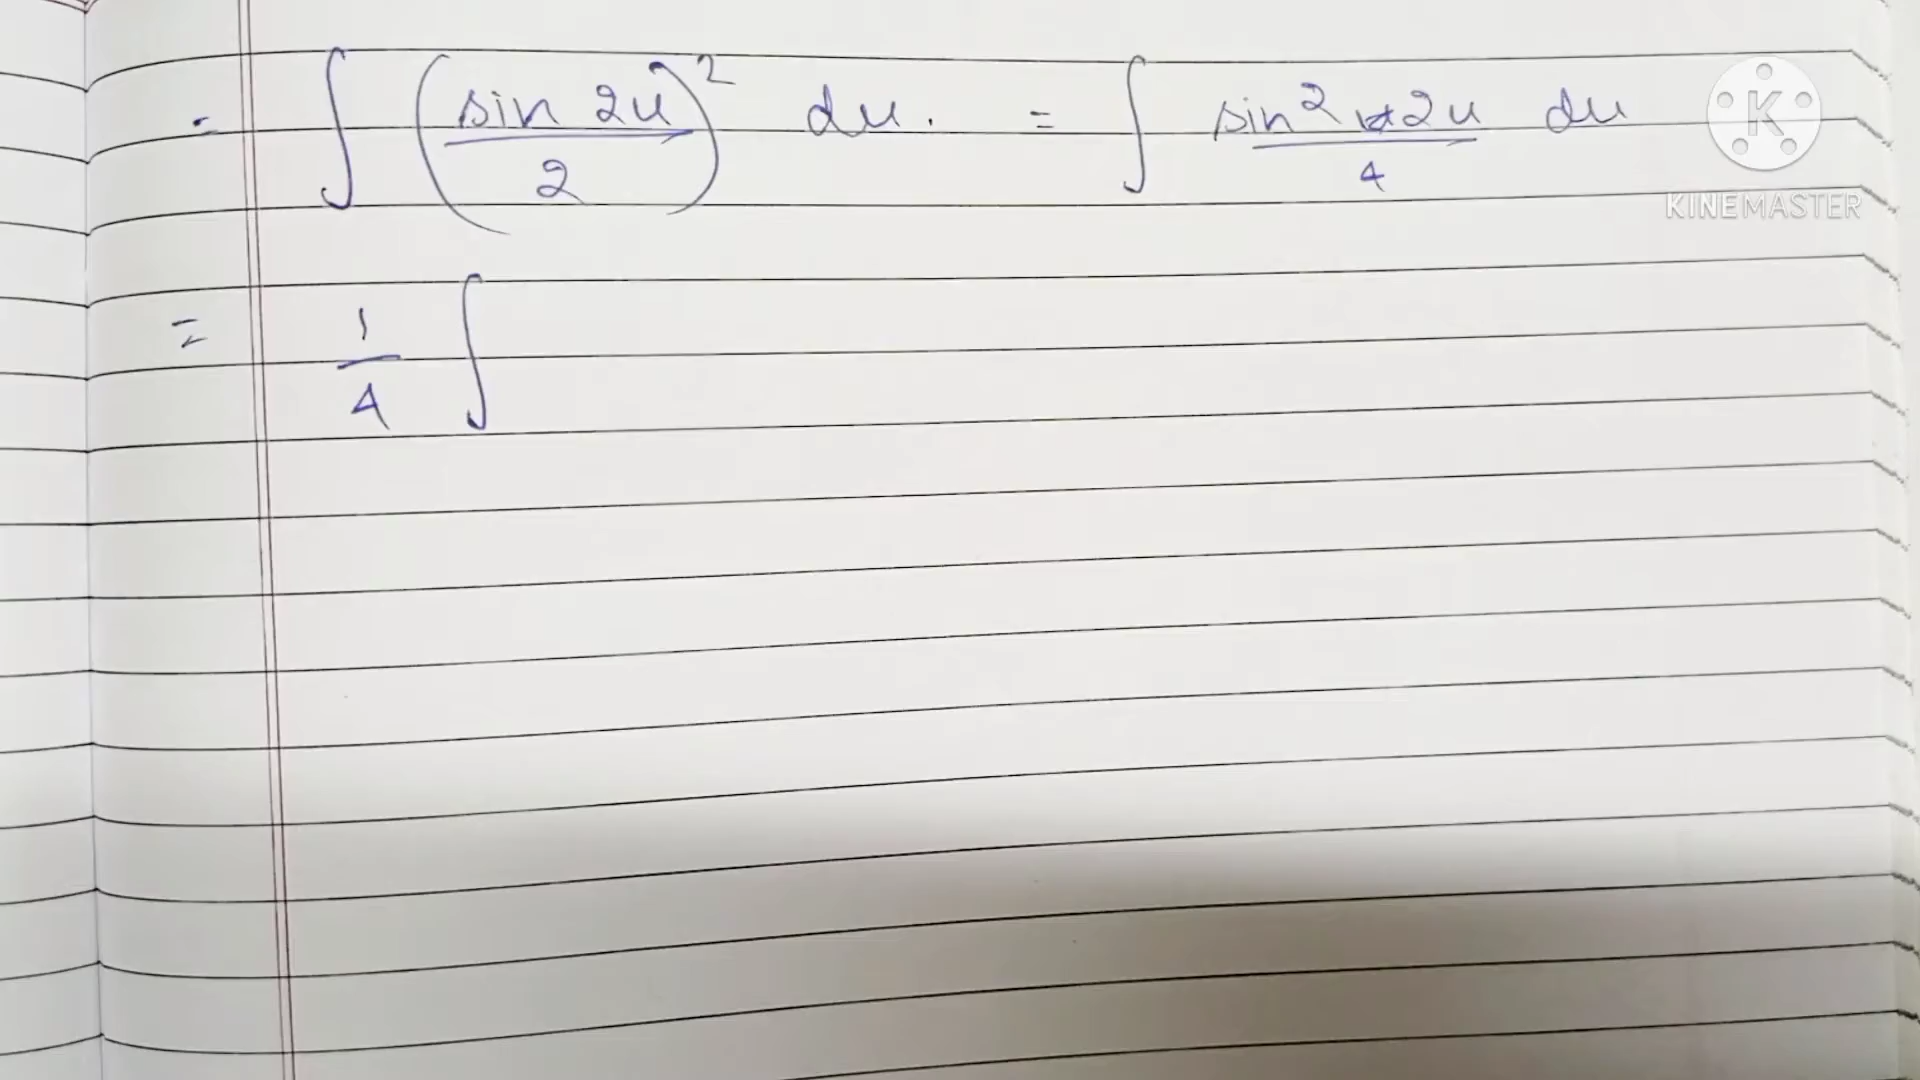 = ∫ (sin 2u / 2)² du. = ∫ sin² 2u / 4 du
K
KINEMASTER
= 1/4 ∫